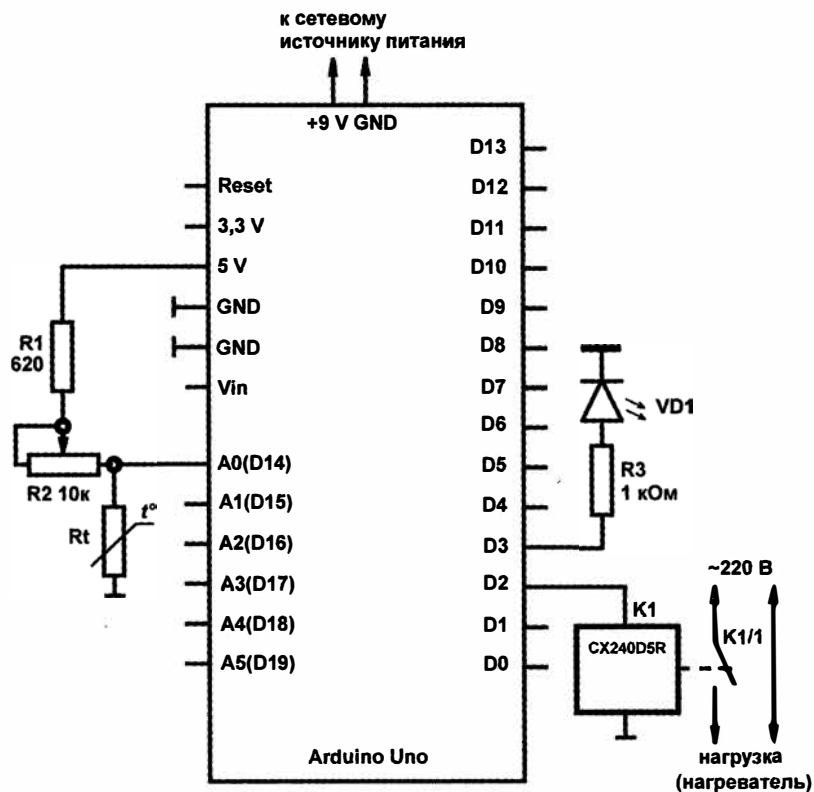 к сетевому
источнику питания
+9 V GND
D13
Reset
D12
3,3 V
D11
5 V
D10
GND
D9
R1
620
GND
D8
Vin
D7
VD1
D6
A0(D14)
D5
R2 10к
R3
1 кОм
A1(D15)
D4
t°
Rt
A2(D16)
D3
~220 В
A3(D17)
D2
K1
K1/1
A4(D18)
D1
CX240D5R
A5(D19)
D0
Arduino Uno
нагрузка
(нагреватель)